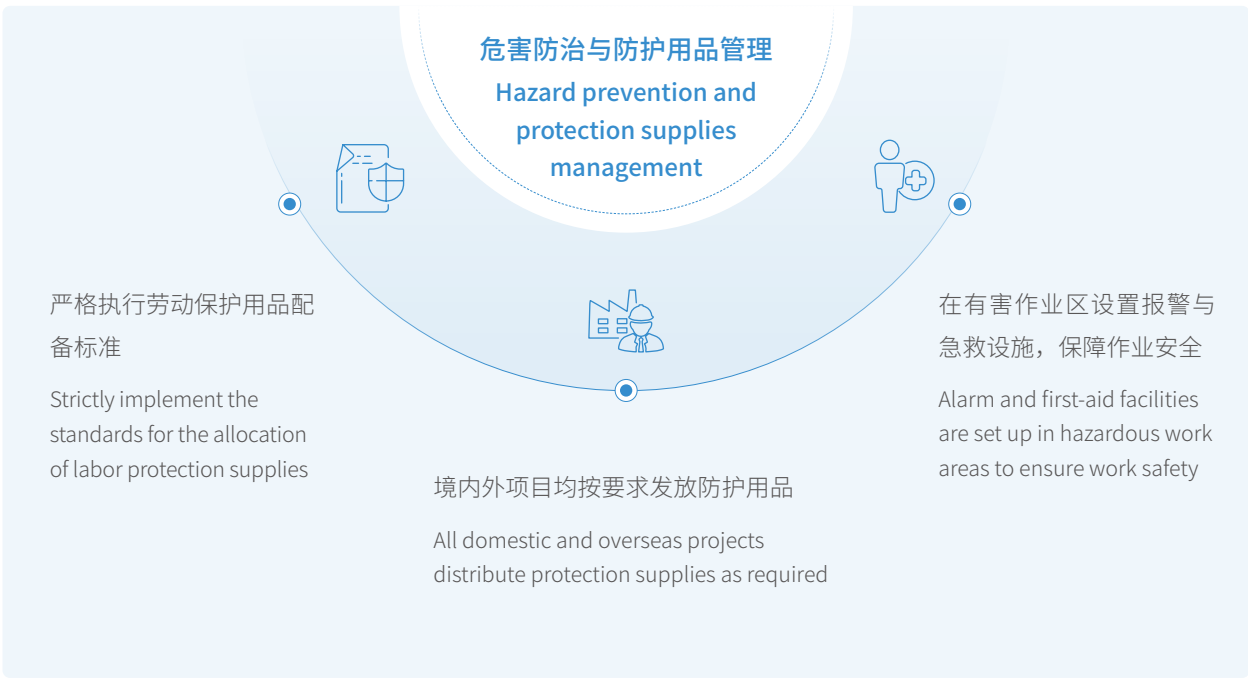 危害防治与防护用品管理
Hazard prevention and
protection supplies
management
严格执行劳动保护用品配
备标准
Strictly implement the
standards for the allocation
of labor protection supplies
境内外项目均按要求发放防护用品
All domestic and overseas projects
distribute protection supplies as required
在有害作业区设置报警与
急救设施，保障作业安全
Alarm and first-aid facilities
are set up in hazardous work
areas to ensure work safety